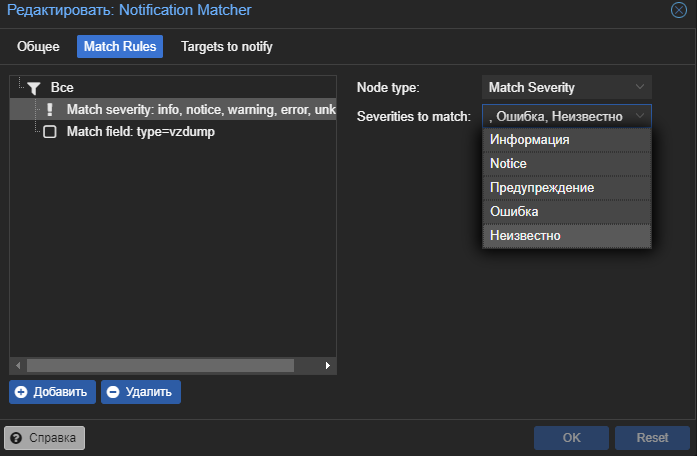 Редактировать: Notification Matcher
Общее Match Rules Targets to notify
Все
Match severity: info, notice, warning, error, unk
Match field: type=vzdump
Node type: Match Severity
Severities to match: , Ошибка, Неизвестно
Информация
Notice
Предупреждение
Ошибка
Неизвестно
Добавить Удалить
Справка OK Reset